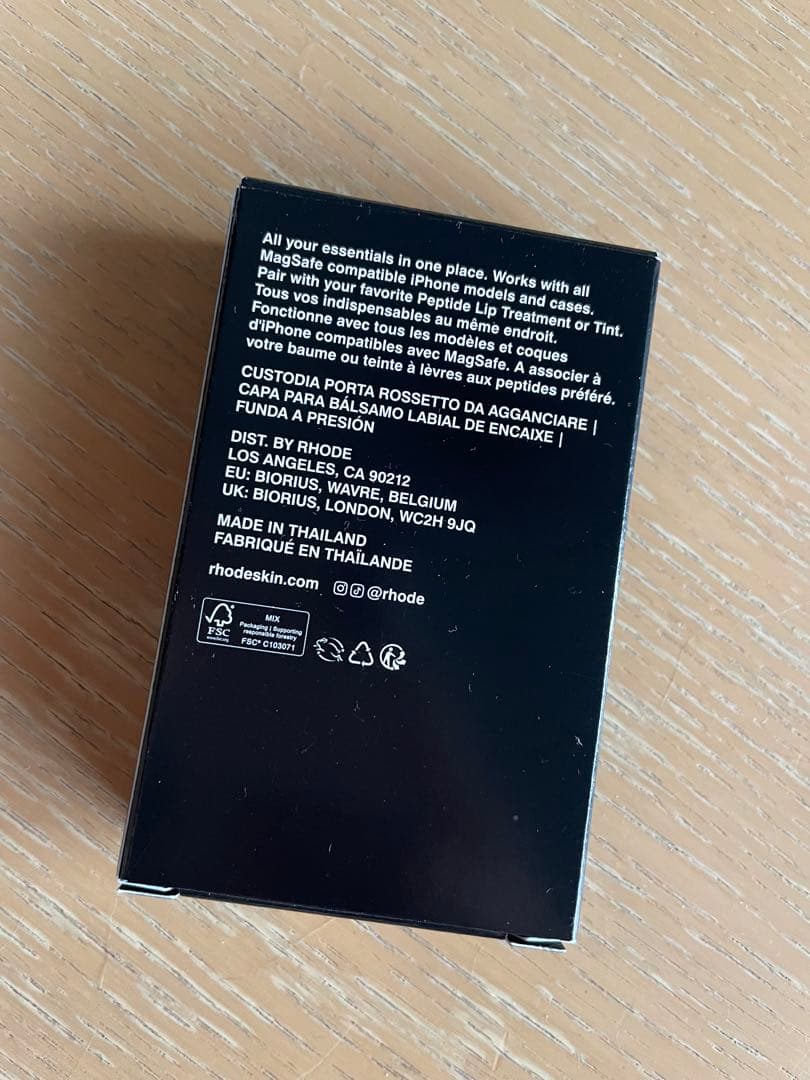 All your essentials in one place. Works with all
MagSafe compatible iPhone models and cases.
Pair with your favorite Peptide Lip Treatment or Tint.
Tous vos indispensables au même endroit.
Fonctionne avec tous les modèles et coques
d'iPhone compatibles avec MagSafe. A associer à
votre baume ou teinte à lèvres aux peptides préféré.
CUSTODIA PORTA ROSSETTO DA AGGANCIARE |
CAPA PARA BÁLSAMO LABIAL DE ENCAIXE |
FUNDA A PRESIÓN
DIST. BY RHODE
LOS ANGELES, CA 90212
EU: BIORIUS, WAVRE, BELGIUM
UK: BIORIUS, LONDON, WC2H 9JQ
MADE IN THAILAND
FABRIQUÉ EN THAÏLANDE
rhodeskin.com @rhode
FSC
www.fsc.org
MIX
Packaging | Supporting
responsible forestry
FSC® C103071